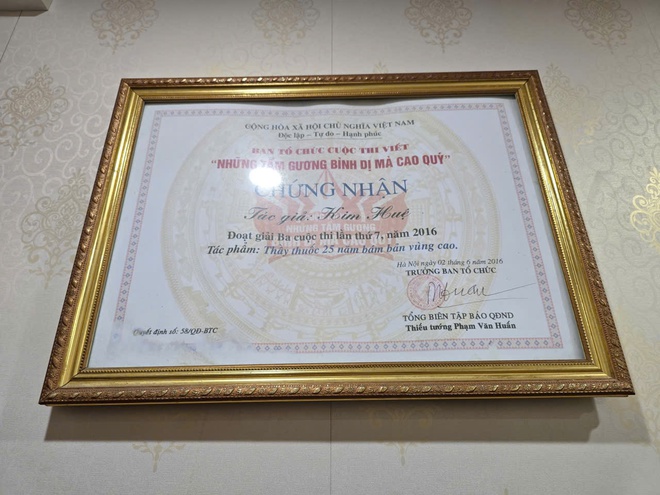 CỘNG HÒA XÃ HỘI CHỦ NGHĨA VIỆT NAM
Độc lập - Tự do - Hạnh phúc
BAN TỔ CHỨC CUỘC THI VIẾT
"NHỮNG TẤM GƯƠNG BÌNH DỊ MÀ CAO QUÝ"
CHỨNG NHẬN
Tác giả: Kim Huệ
Đoạt giải Ba cuộc thi lần thứ 7, năm 2016
Tác phẩm: Thầy thuốc 25 năm bám bản vùng cao.
Hà Nội ngày 02 tháng 6 năm 2016
TRƯỞNG BAN TỔ CHỨC
TỔNG BIÊN TẬP BÁO QĐND
Thiếu tướng Phạm Văn Huấn
Quyết định số: 58/QĐ-BTC